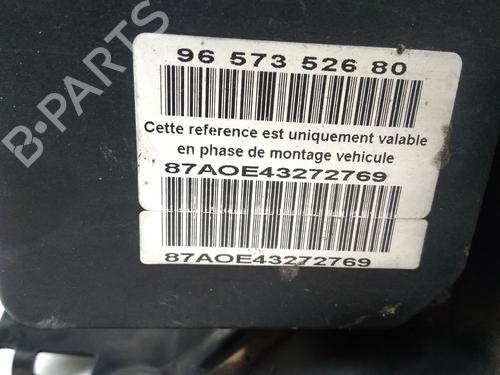 B-PARTS
96 573 526 80
Cette reference est uniquement valable
en phase de montage vehicule
87AOE43272769
87AOE43272769